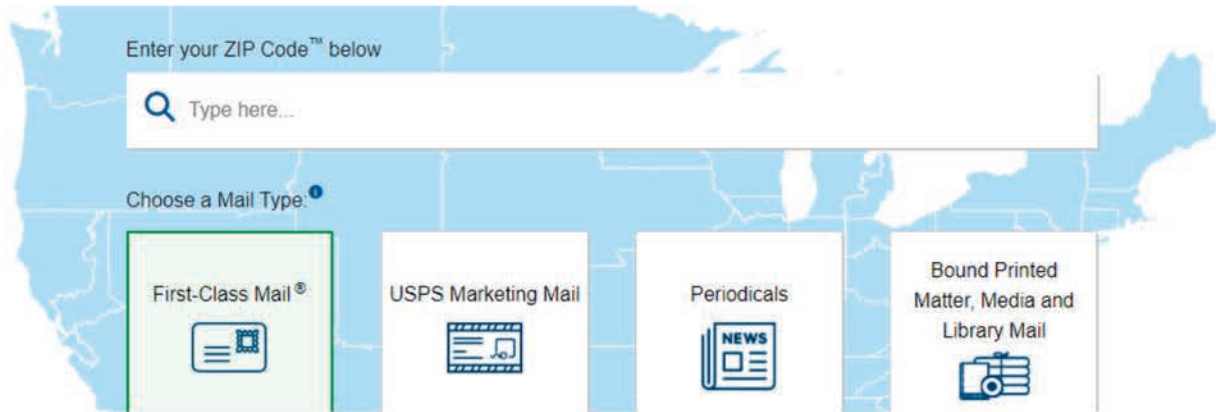 Enter your ZIP Code™ below
Type here...
Choose a Mail Type:
First-Class Mail®
USPS Marketing Mail
Periodicals
NEWS
Bound Printed
Matter, Media and
Library Mail